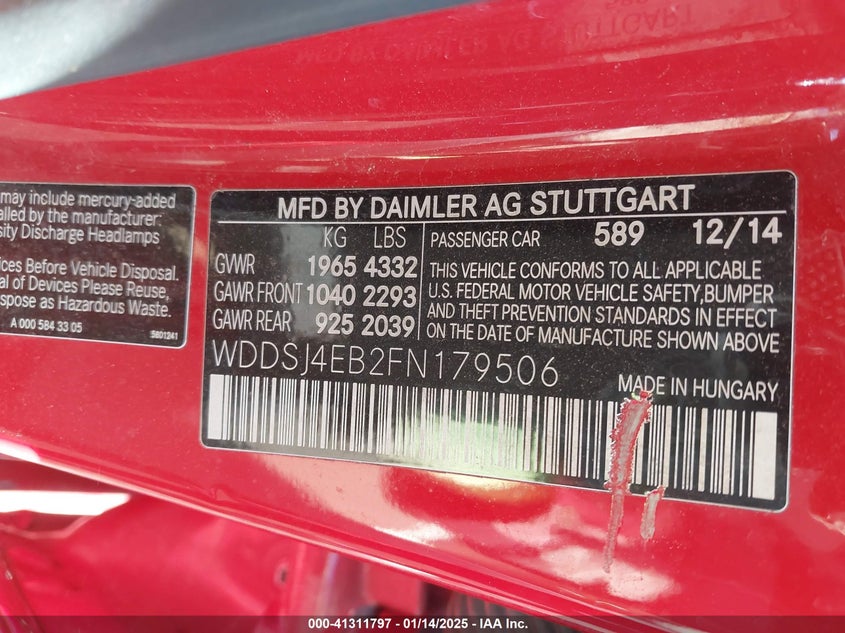 may include mercury-added
alled by the manufacturer:
sity Discharge Headlamps
ices Before Vehicle Disposal.
al of Devices Please Reuse,
spose as Hazardous Waste.
A 000 584 33 05
5801241
MFD BY DAIMLER AG STUTTGART
KG LBS
GVWR 1965 4332
GAWR FRONT 1040 2293
GAWR REAR 925 2039
PASSENGER CAR 589 12/14
THIS VEHICLE CONFORMS TO ALL APPLICABLE
U.S. FEDERAL MOTOR VEHICLE SAFETY,BUMPER
AND THEFT PREVENTION STANDARDS IN EFFECT
ON THE DATE OF MANUFACTURE SHOWN ABOVE
WDDSJ4EB2FN179506
MADE IN HUNGARY
000-41311797 - 01/14/2025 - IAA Inc.